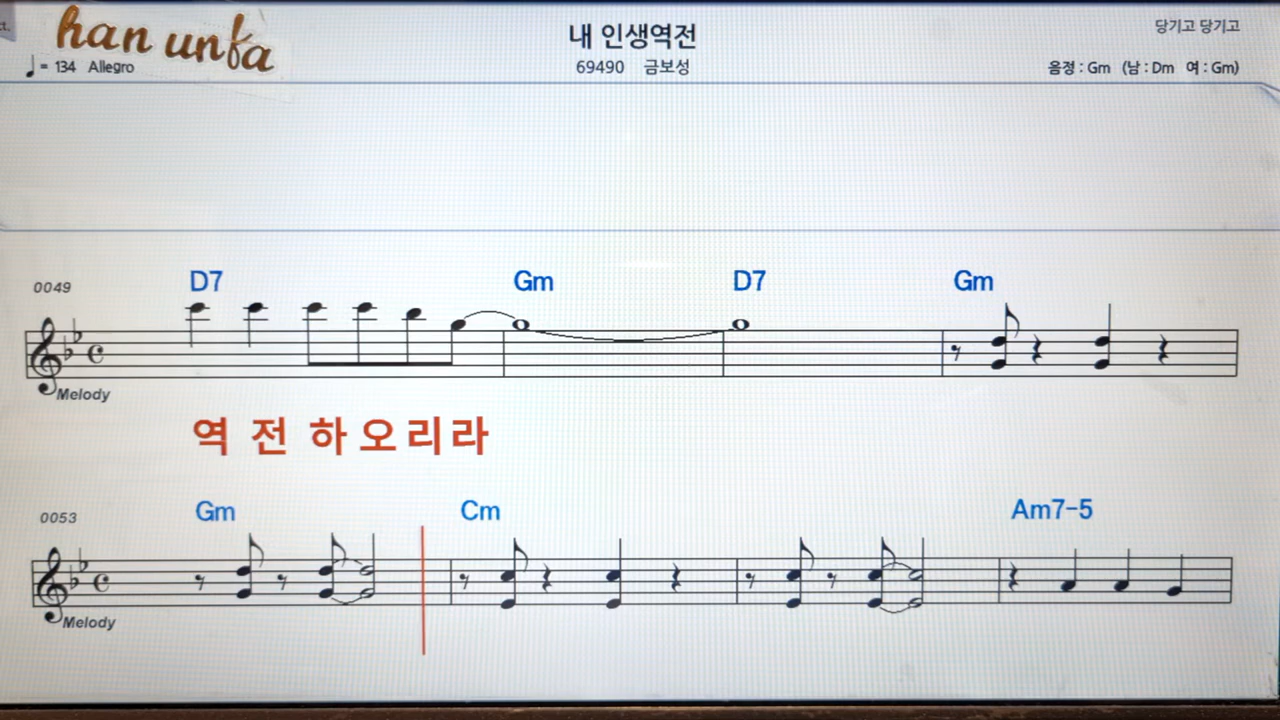 han unfa
내 인생역전
당기고 당기고
= 134 Allegro
69490 금보성
음정 : Gm (남 : Dm 여 : Gm)
0049
D7 Gm D7 Gm
Melody
역 전 하 오 리 라
0053
Gm Cm Am7-5
Melody